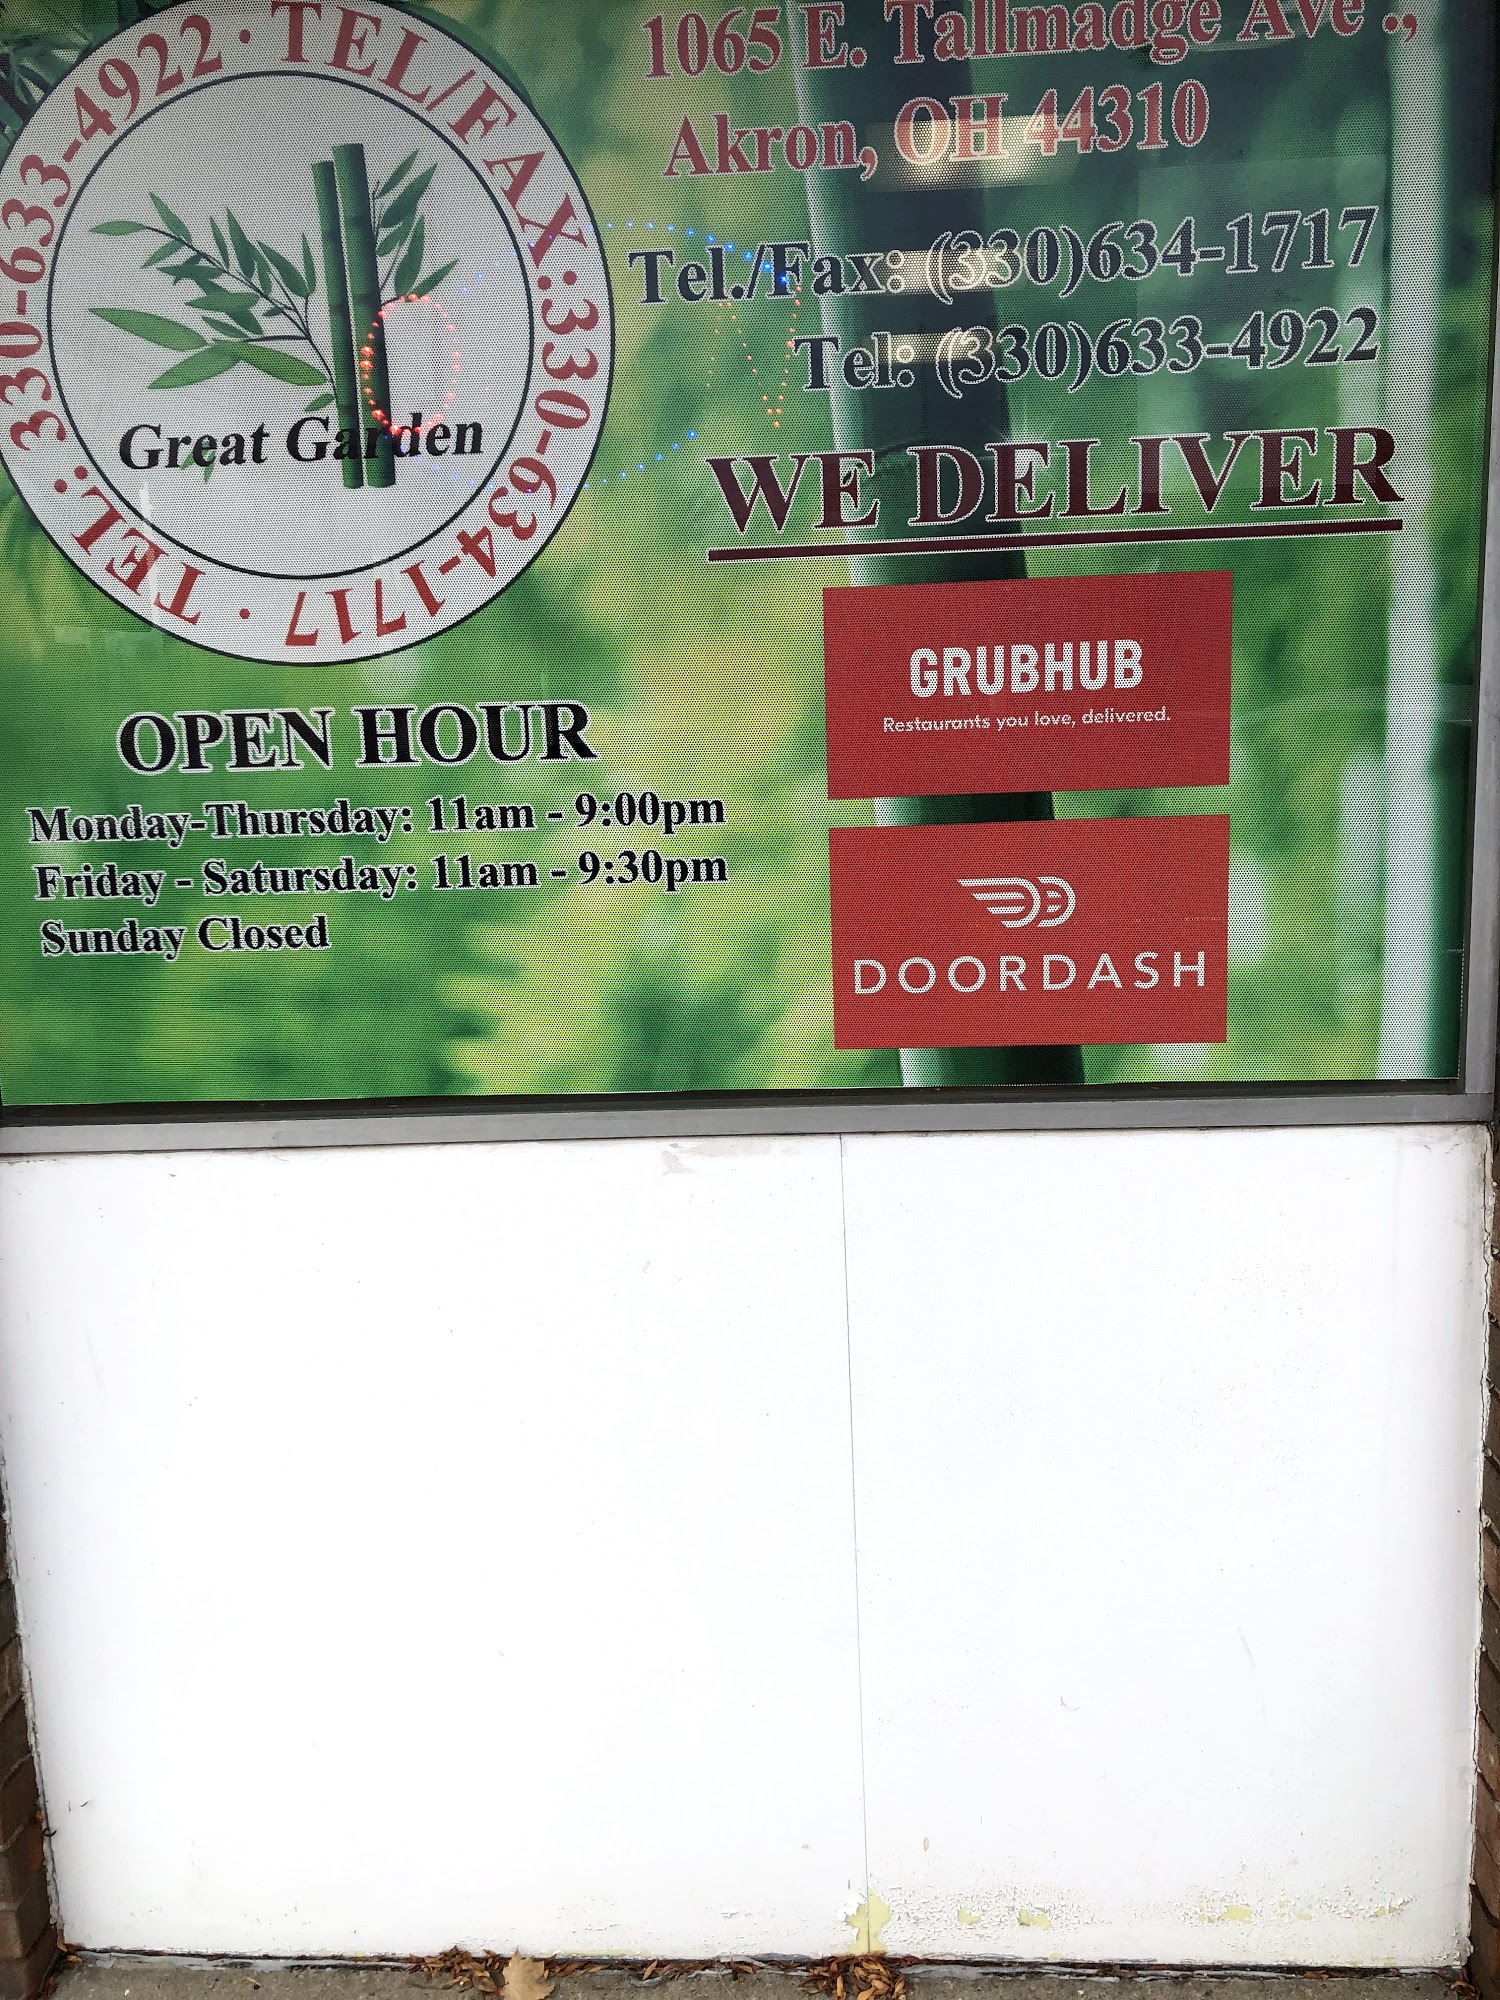 TEL: 330-633-4922 · TEL/FAX: 330-634-1717 ·
Great Garden
1065 E. Tallmadge Ave .,
Akron, OH 44310
Tel./Fax: (330)634-1717
Tel: (330)633-4922
WE DELIVER
GRUBHUB
Restaurants you love, delivered.
DOORDASH
OPEN HOUR
Monday-Thursday: 11am - 9:00pm
Friday - Satursday: 11am - 9:30pm
Sunday Closed